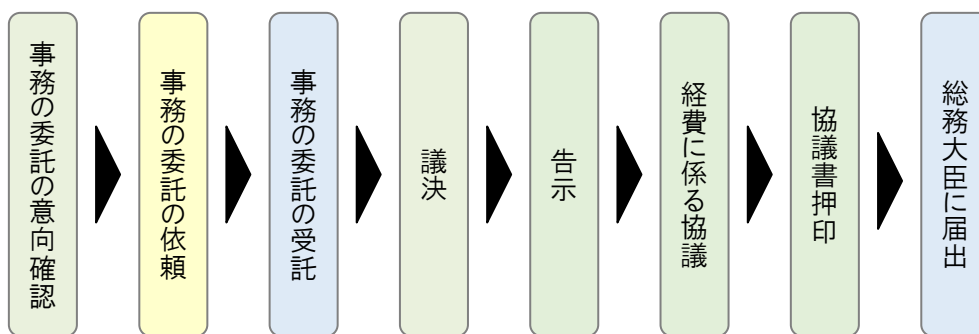 事務の委託の意向確認
事務の委託の依頼
事務の委託の受託
議決
告示
経費に係る協議
協議書押印
総務大臣に届出